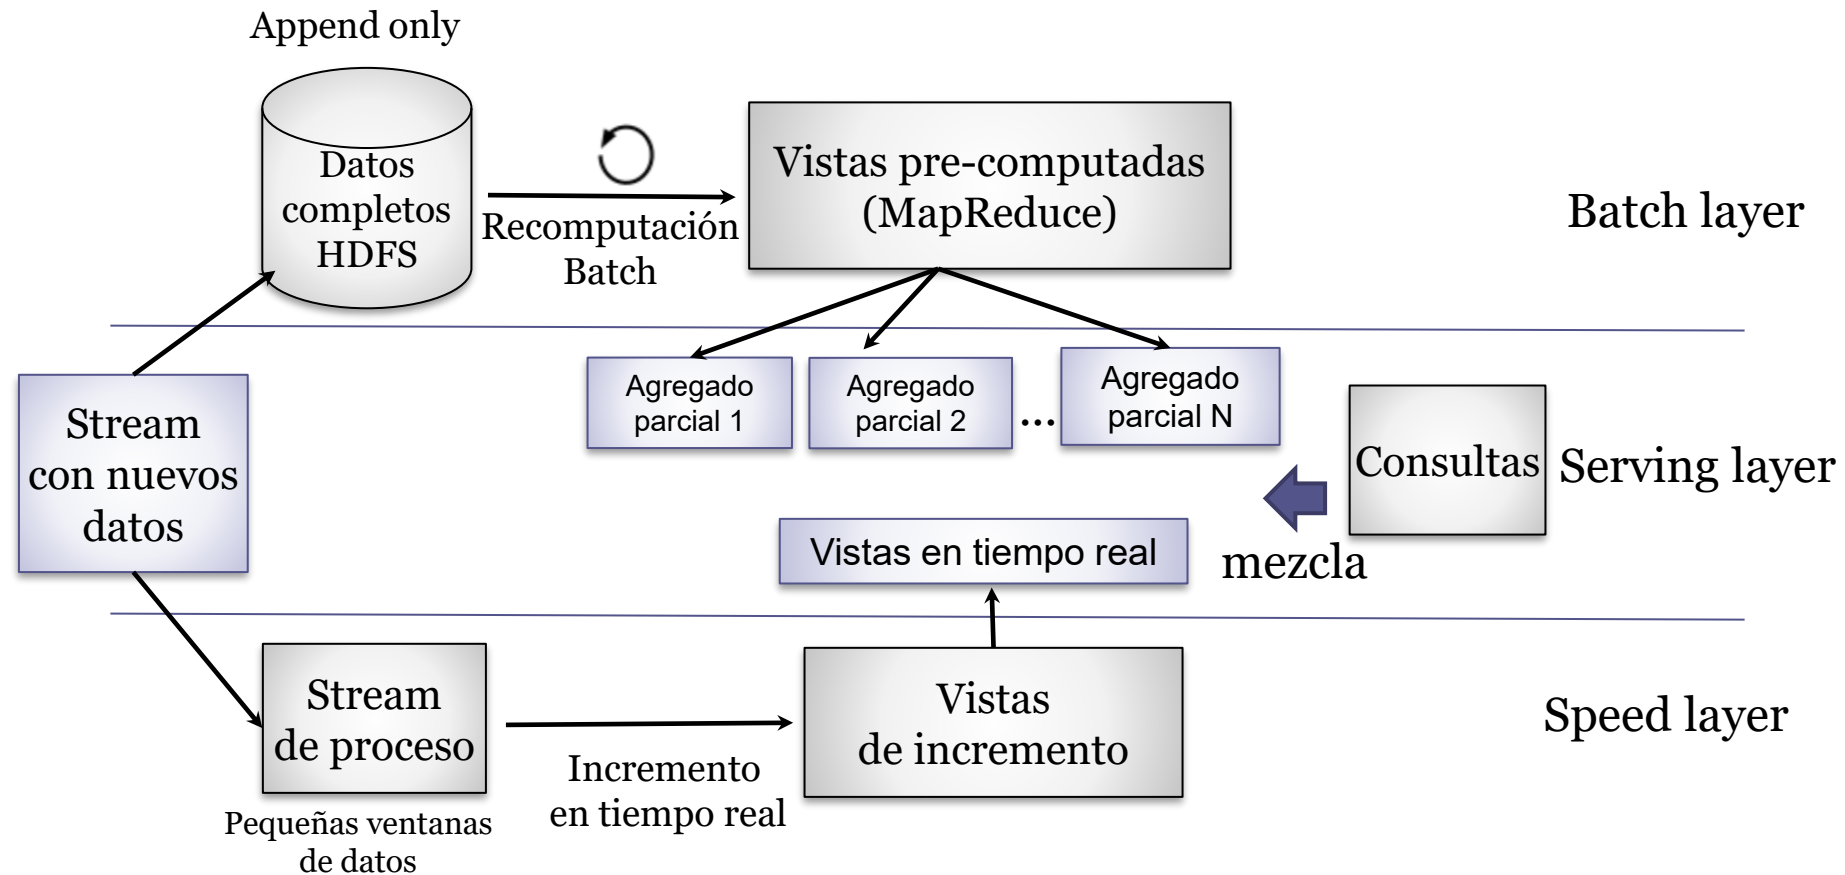 Append only
Datos
completos
HDFS
Recomputación
Batch
Vistas pre-computadas
(MapReduce)
Batch layer
Stream
con nuevos
datos
Agregado
parcial 1
Agregado
parcial 2
...
Agregado
parcial N
Consultas
Serving layer
mezcla
Vistas en tiempo real
Stream
de proceso
Pequeñas ventanas
de datos
Incremento
en tiempo real
Vistas
de incremento
Speed layer